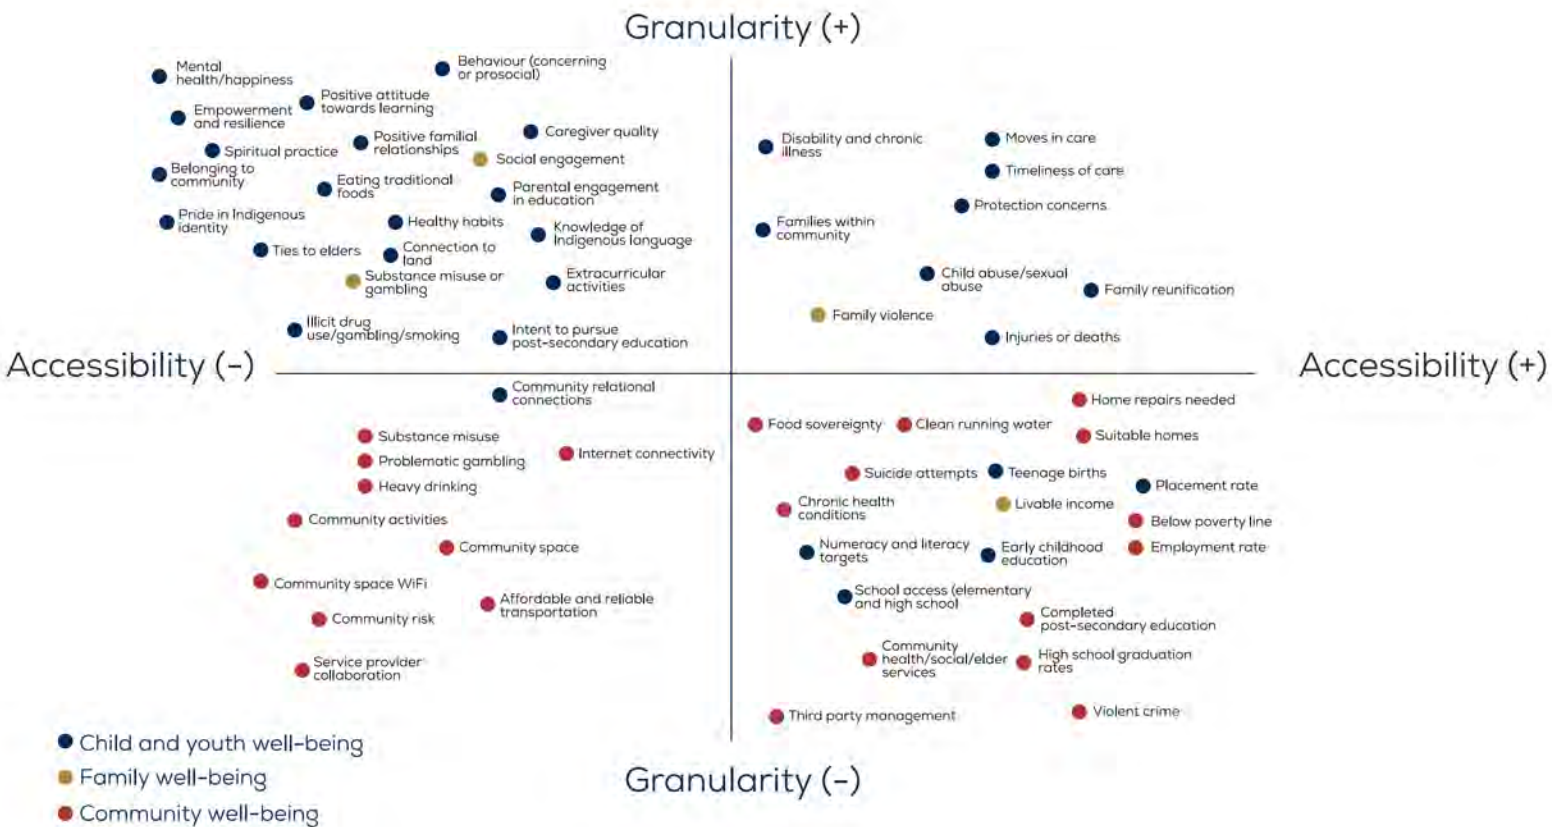 Granularity (+)
Mental
health/happiness
Behaviour (concerning
or prosocial)
Positive attitude
towards learning
Empowerment
and resilience
Positive familial
relationships
Caregiver quality
Spiritual practice
Social engagement
Belonging to
community
Eating traditional
foods
Parental engagement
in education
Pride in Indigenous
identity
Healthy habits
Knowledge of
Indigenous language
Ties to elders
Connection to
land
Substance misuse or
gambling
Extracurricular
activities
Illicit drug
use/gambling/smoking
Intent to pursue
post-secondary education
Disability and chronic
illness
Moves in care
Timeliness of care
Protection concerns
Families within
community
Child abuse/sexual
abuse
Family reunification
Family violence
Injuries or deaths
Accessibility (-)
Accessibility (+)
Community relational
connections
Substance misuse
Internet connectivity
Problematic gambling
Heavy drinking
Community activities
Community space
Community space WiFi
Affordable and reliable
transportation
Community risk
Service provider
collaboration
Home repairs needed
Food sovereignty
Clean running water
Suitable homes
Suicide attempts
Teenage births
Placement rate
Chronic health
conditions
Livable income
Below poverty line
Numeracy and literacy
targets
Early childhood
education
Employment rate
School access (elementary
and high school
Completed
post-secondary education
Community
health/social/elder
services
High school graduation
rates
Third party management
Violent crime
Child and youth well-being
Family well-being
Community well-being
Granularity (-)